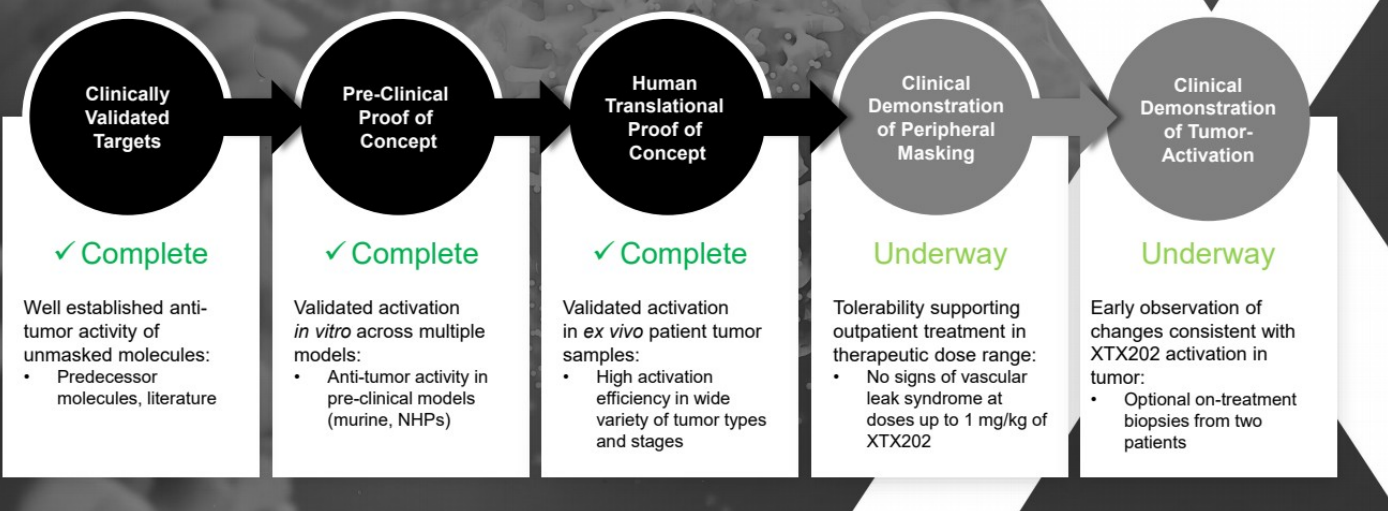 Clinically
Validated
Targets
✓ Complete
Well established anti-
tumor activity of
unmasked molecules:
• Predecessor
molecules, literature
Pre-Clinical
Proof of
Concept
✓ Complete
Validated activation
in vitro across multiple
models:
• Anti-tumor activity in
pre-clinical models
(murine, NHPs)
Human
Translational
Proof of
Concept
✓ Complete
Validated activation
in ex vivo patient tumor
samples:
• High activation
efficiency in wide
variety of tumor types
and stages
Clinical
Demonstration
of Peripheral
Masking
Underway
Tolerability supporting
outpatient treatment in
therapeutic dose range:
• No signs of vascular
leak syndrome at
doses up to 1 mg/kg of
XTX202
Clinical
Demonstration
of Tumor-
Activation
Underway
Early observation of
changes consistent with
XTX202 activation in
tumor:
• Optional on-treatment
biopsies from two
patients